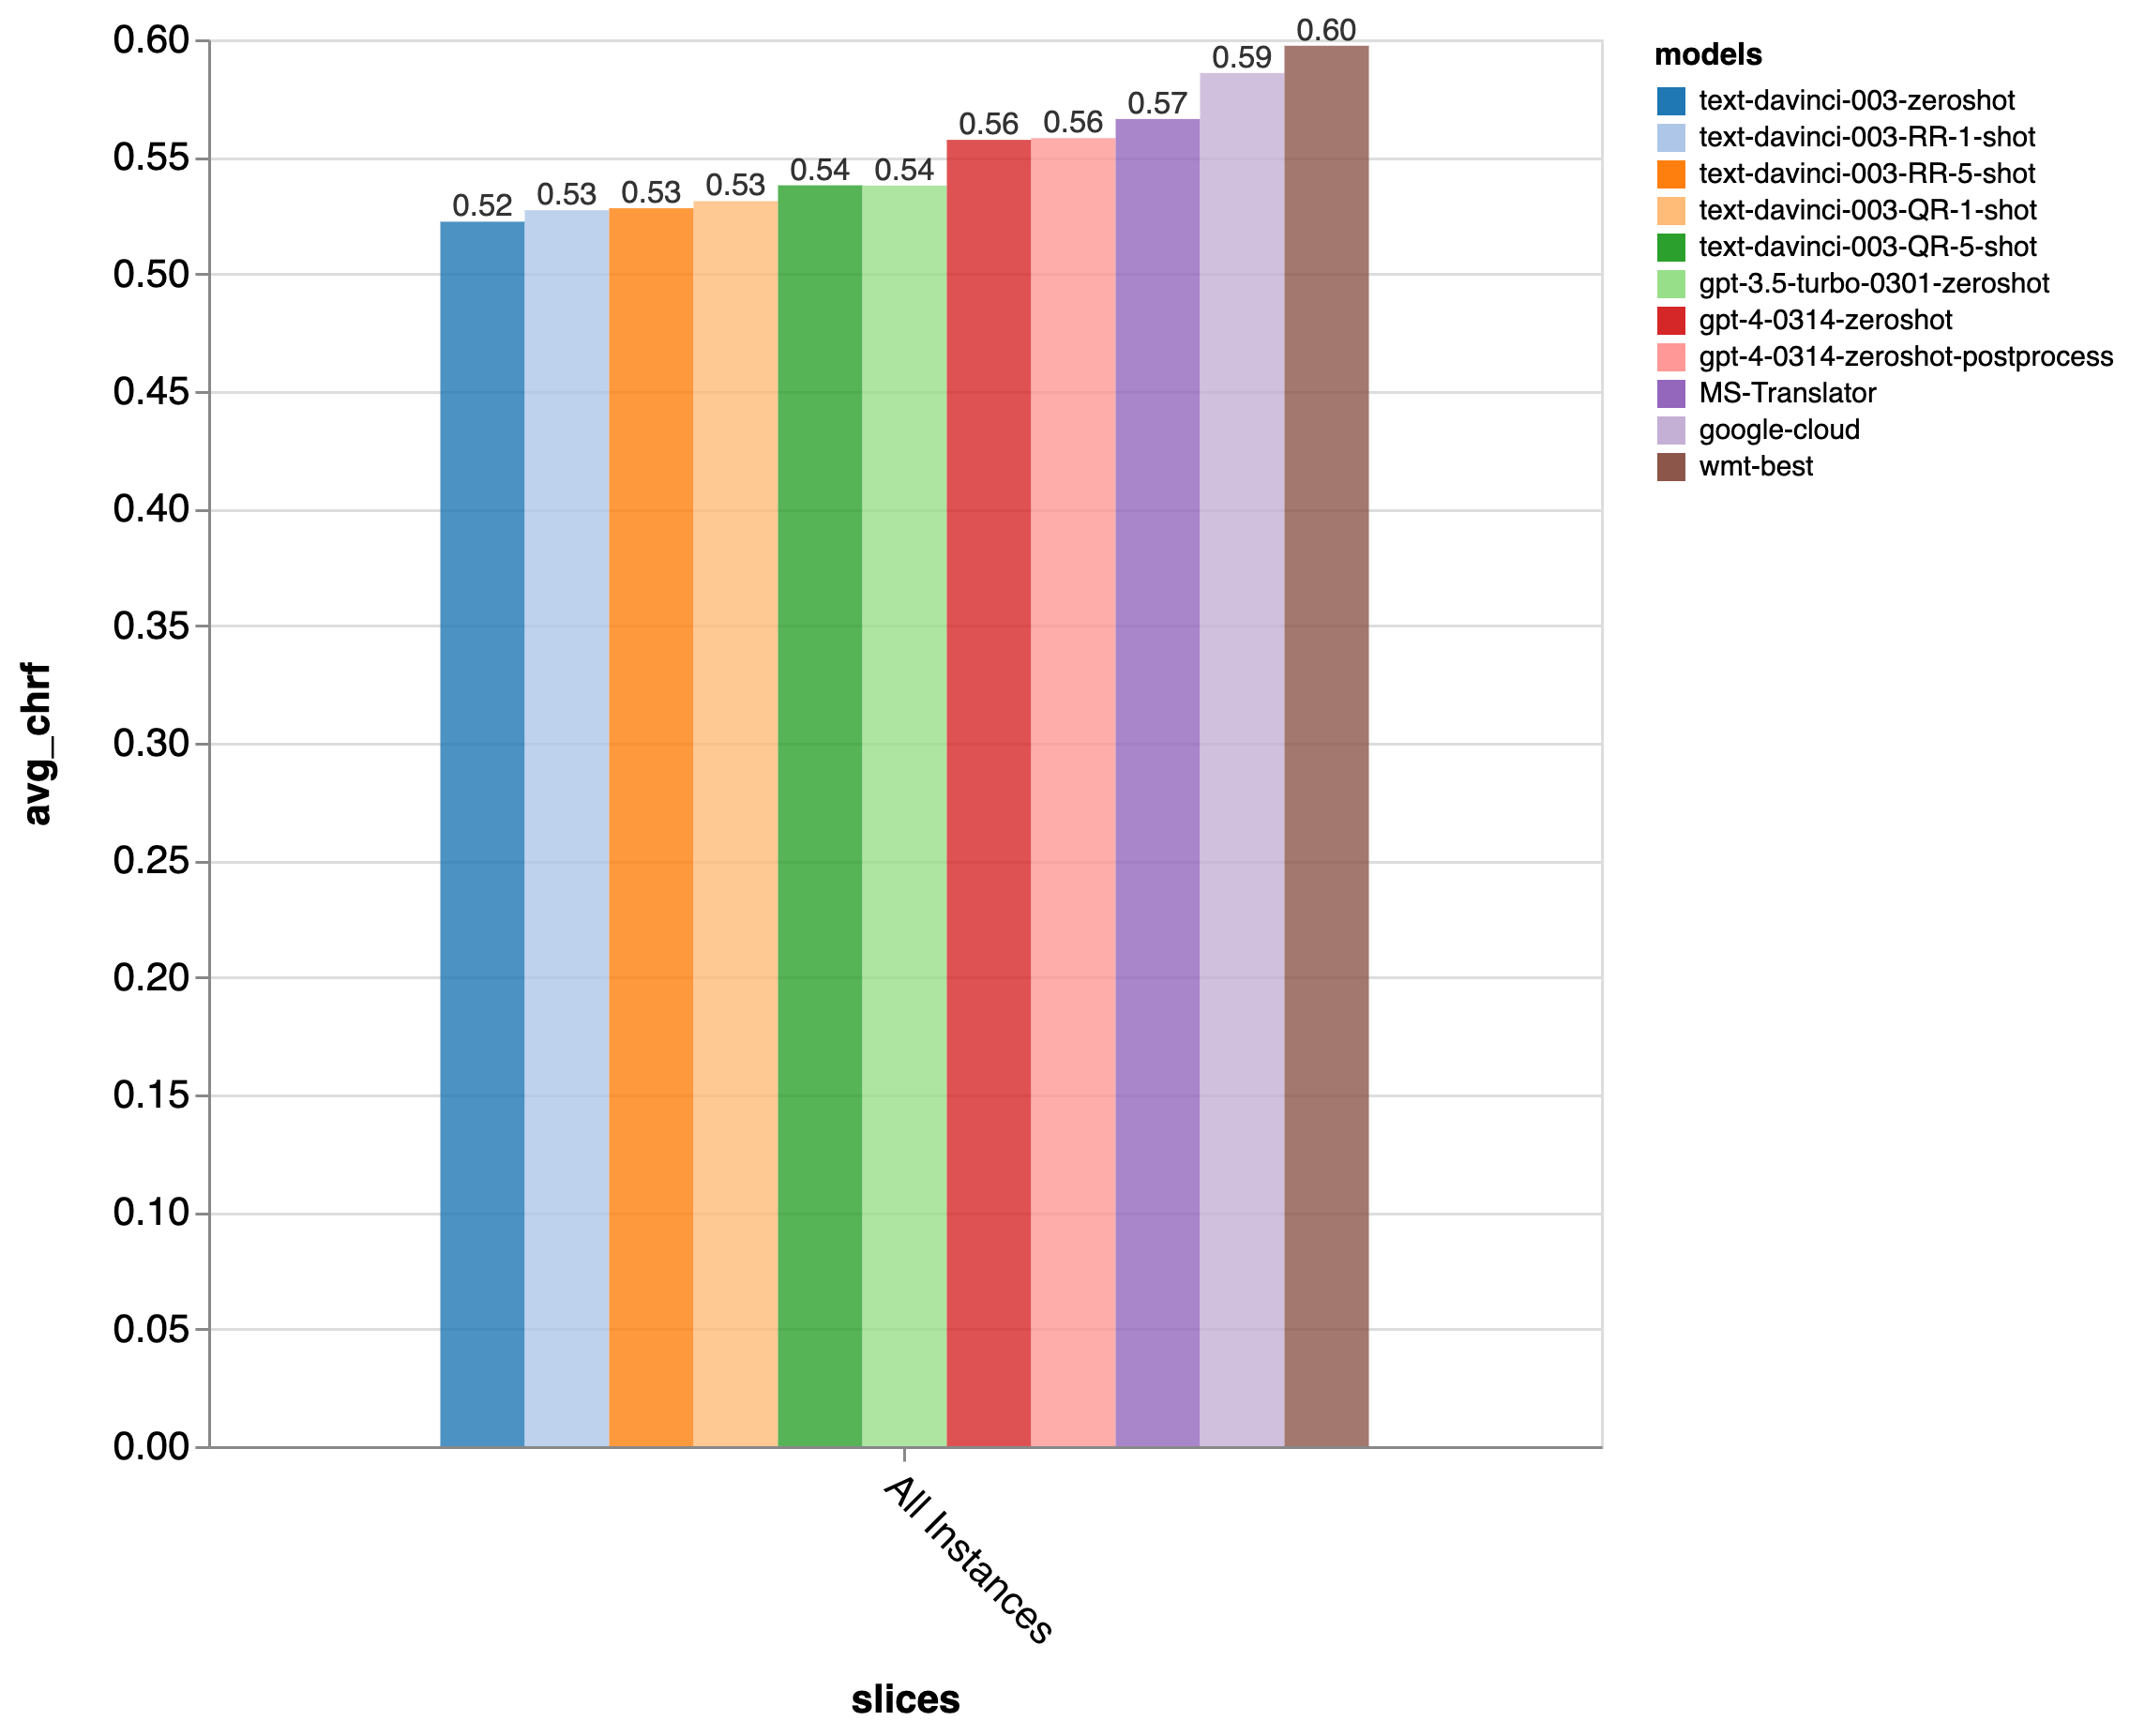 avg_chrf
0.60
0.55
0.50
0.45
0.40
0.35
0.30
0.25
0.20
0.15
0.10
0.05
0.00
0.52
0.53
0.53
0.53
0.54
0.54
0.56
0.56
0.57
0.59
0.60
All Instances
slices
models
text-davinci-003-zeroshot
text-davinci-003-RR-1-shot
text-davinci-003-RR-5-shot
text-davinci-003-QR-1-shot
text-davinci-003-QR-5-shot
gpt-3.5-turbo-0301-zeroshot
gpt-4-0314-zeroshot
gpt-4-0314-zeroshot-postprocess
MS-Translator
google-cloud
wmt-best